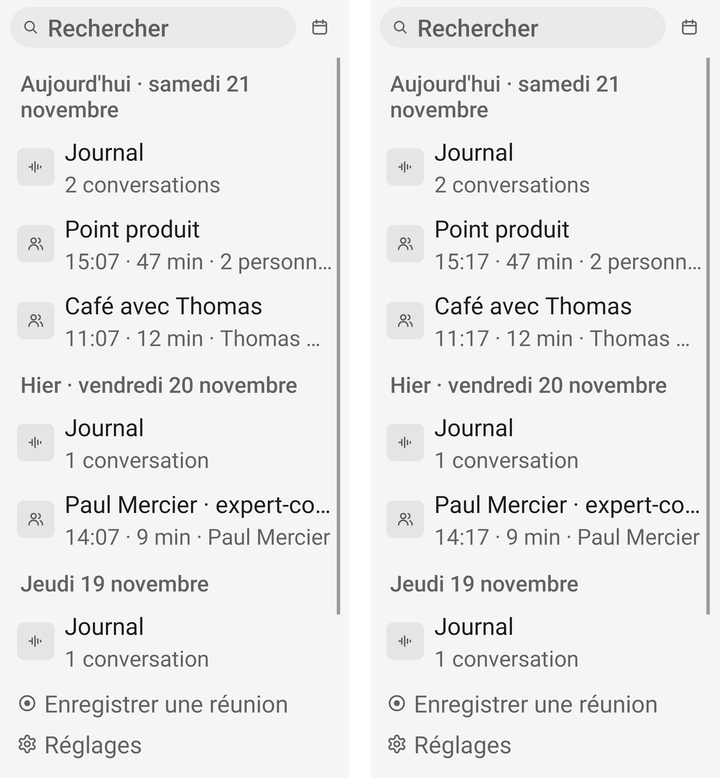 Rechercher
Aujourd'hui · samedi 21
novembre
Journal
2 conversations
Point produit
15:07 · 47 min · 2 personn...
Café avec Thomas
11:07 · 12 min · Thomas ...
Hier · vendredi 20 novembre
Journal
1 conversation
Paul Mercier · expert-co...
14:07 · 9 min · Paul Mercier
Jeudi 19 novembre
Journal
1 conversation
Enregistrer une réunion
Réglages
Rechercher
Aujourd'hui · samedi 21
novembre
Journal
2 conversations
Point produit
15:17 · 47 min · 2 personn...
Café avec Thomas
11:17 · 12 min · Thomas ...
Hier · vendredi 20 novembre
Journal
1 conversation
Paul Mercier · expert-co...
14:17 · 9 min · Paul Mercier
Jeudi 19 novembre
Journal
1 conversation
Enregistrer une réunion
Réglages